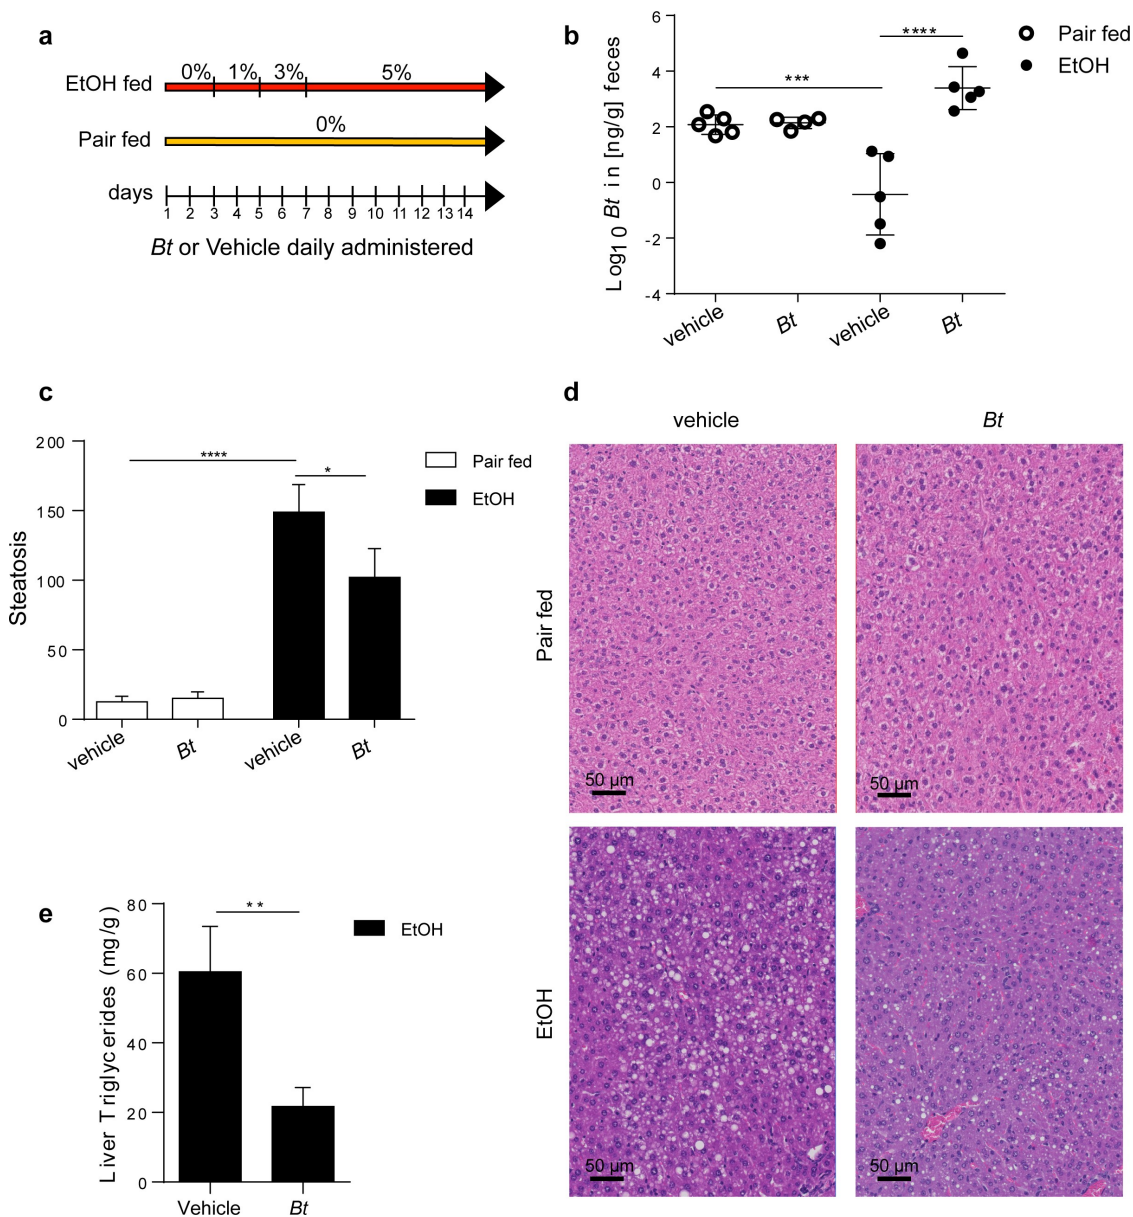 a
EtOH fed
0% 1% 3% 5%
Pair fed
0%
days
1 2 3 4 5 6 7 8 9 10 11 12 13 14
Bt or Vehicle daily administered
b
Log10 Bt in [ng/g] feces
6
4
2
0
-2
-4
***
****
Pair fed
EtOH
vehicle Bt vehicle Bt
c
Steatosis
200
150
100
50
0
****
*
Pair fed
EtOH
vehicle Bt vehicle Bt
d
vehicle Bt
Pair fed
50 µm 50 µm
EtOH
50 µm 50 µm
e
Liver Triglycerides (mg/g)
80
60
40
20
0
**
EtOH
Vehicle Bt